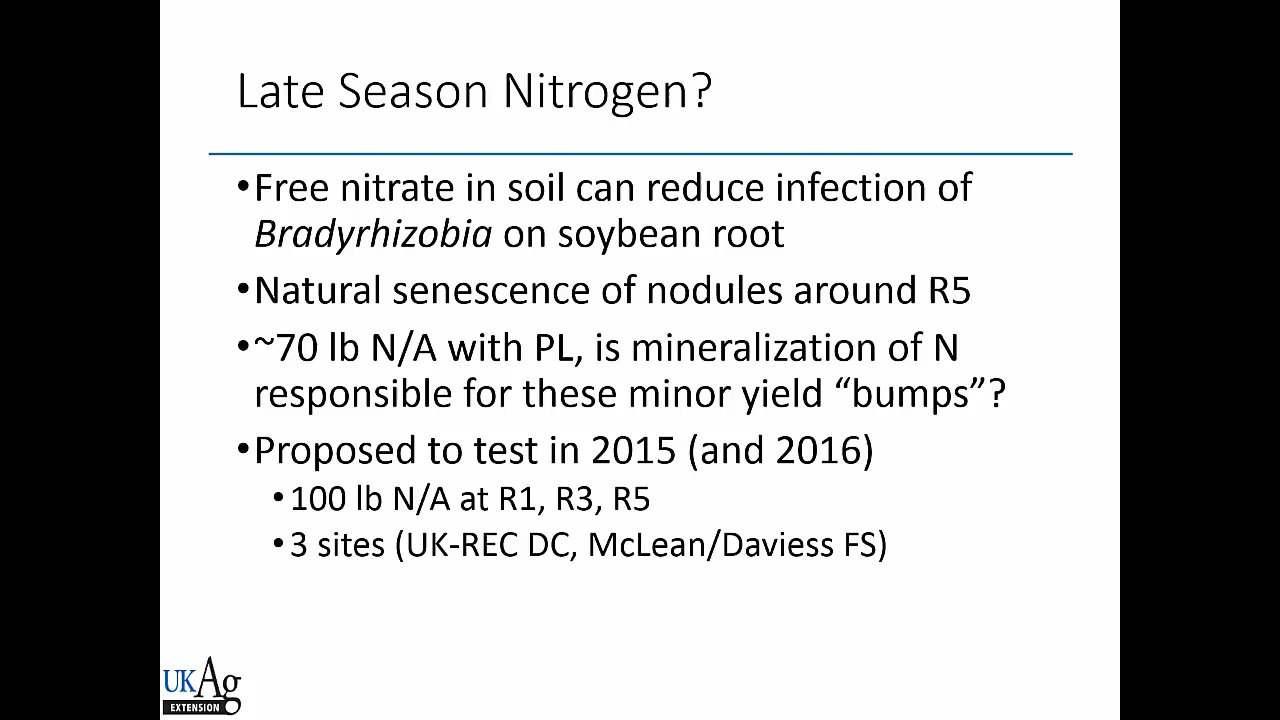 Late Season Nitrogen?
•Free nitrate in soil can reduce infection of
Bradyrhizobia on soybean root
•Natural senescence of nodules around R5
•~70 lb N/A with PL, is mineralization of N
responsible for these minor yield “bumps”?
•Proposed to test in 2015 (and 2016)
•100 lb N/A at R1, R3, R5
•3 sites (UK-REC DC, McLean/Daviess FS)
UKAg
EXTENSION